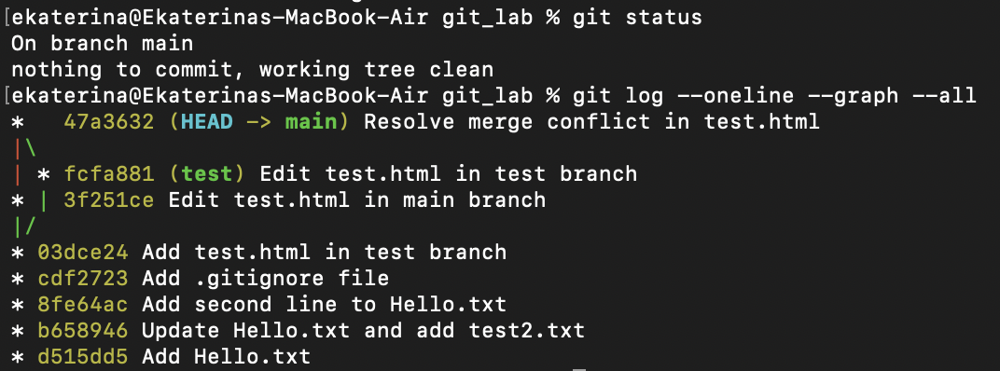 [ekaterina@Ekaterinas-MacBook-Air git_lab % git status
On branch main
nothing to commit, working tree clean
[ekaterina@Ekaterinas-MacBook-Air git_lab % git log --oneline --graph --all
*   47a3632 (HEAD -> main) Resolve merge conflict in test.html
|\
| * fcfa881 (test) Edit test.html in test branch
* | 3f251ce Edit test.html in main branch
|/
* 03dce24 Add test.html in test branch
* cdf2723 Add .gitignore file
* 8fe64ac Add second line to Hello.txt
* b658946 Update Hello.txt and add test2.txt
* d515dd5 Add Hello.txt